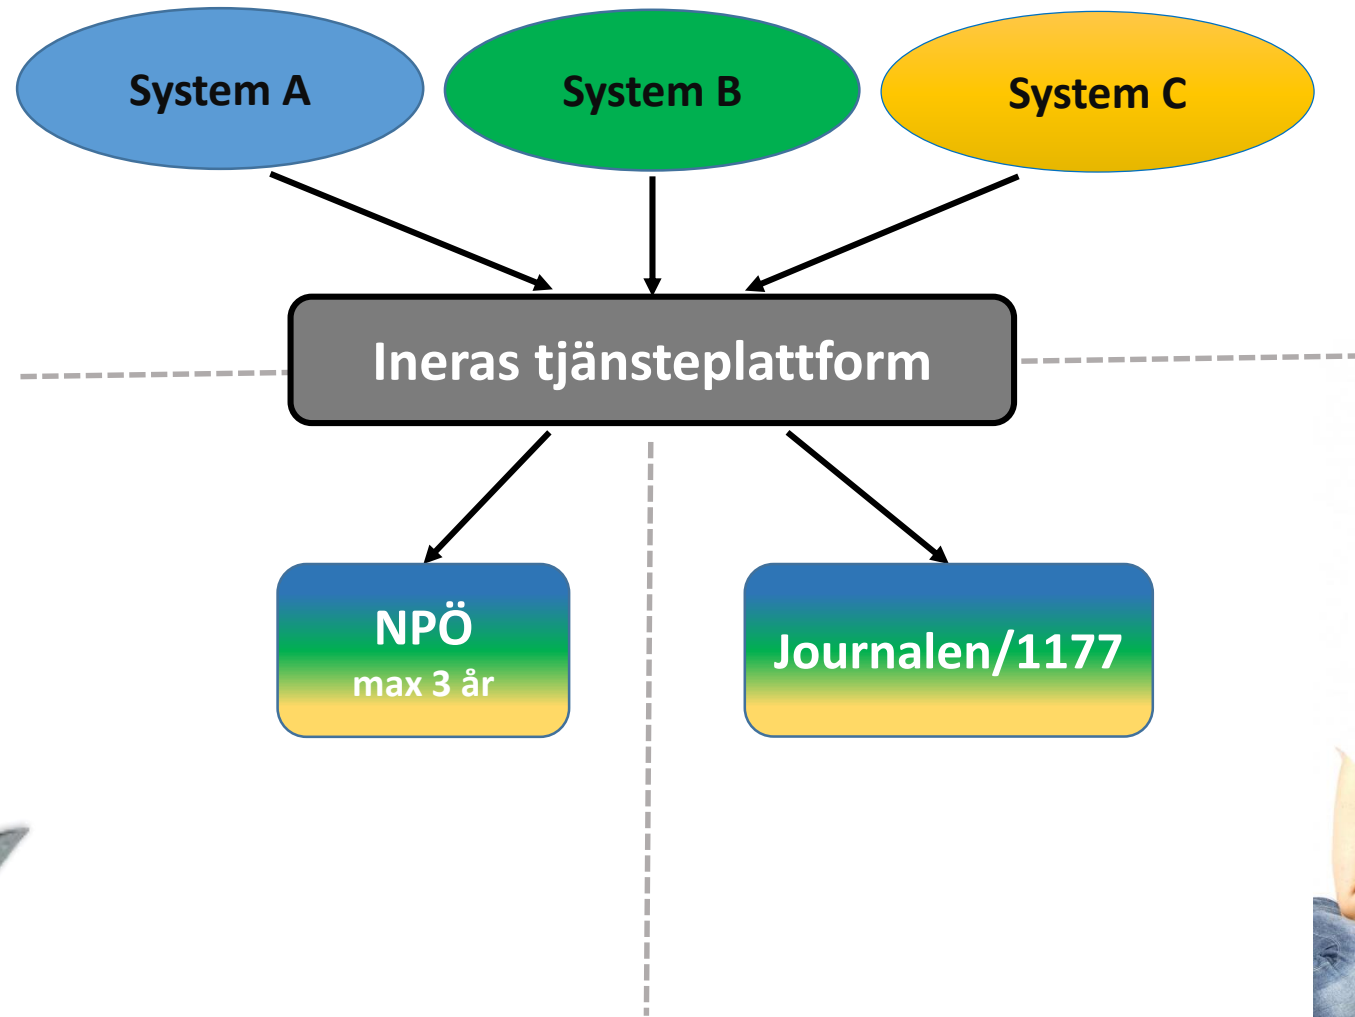 System A
System B
System C
Ineras tjänsteplattform
NPÖ
max 3 år
Journalen/1177